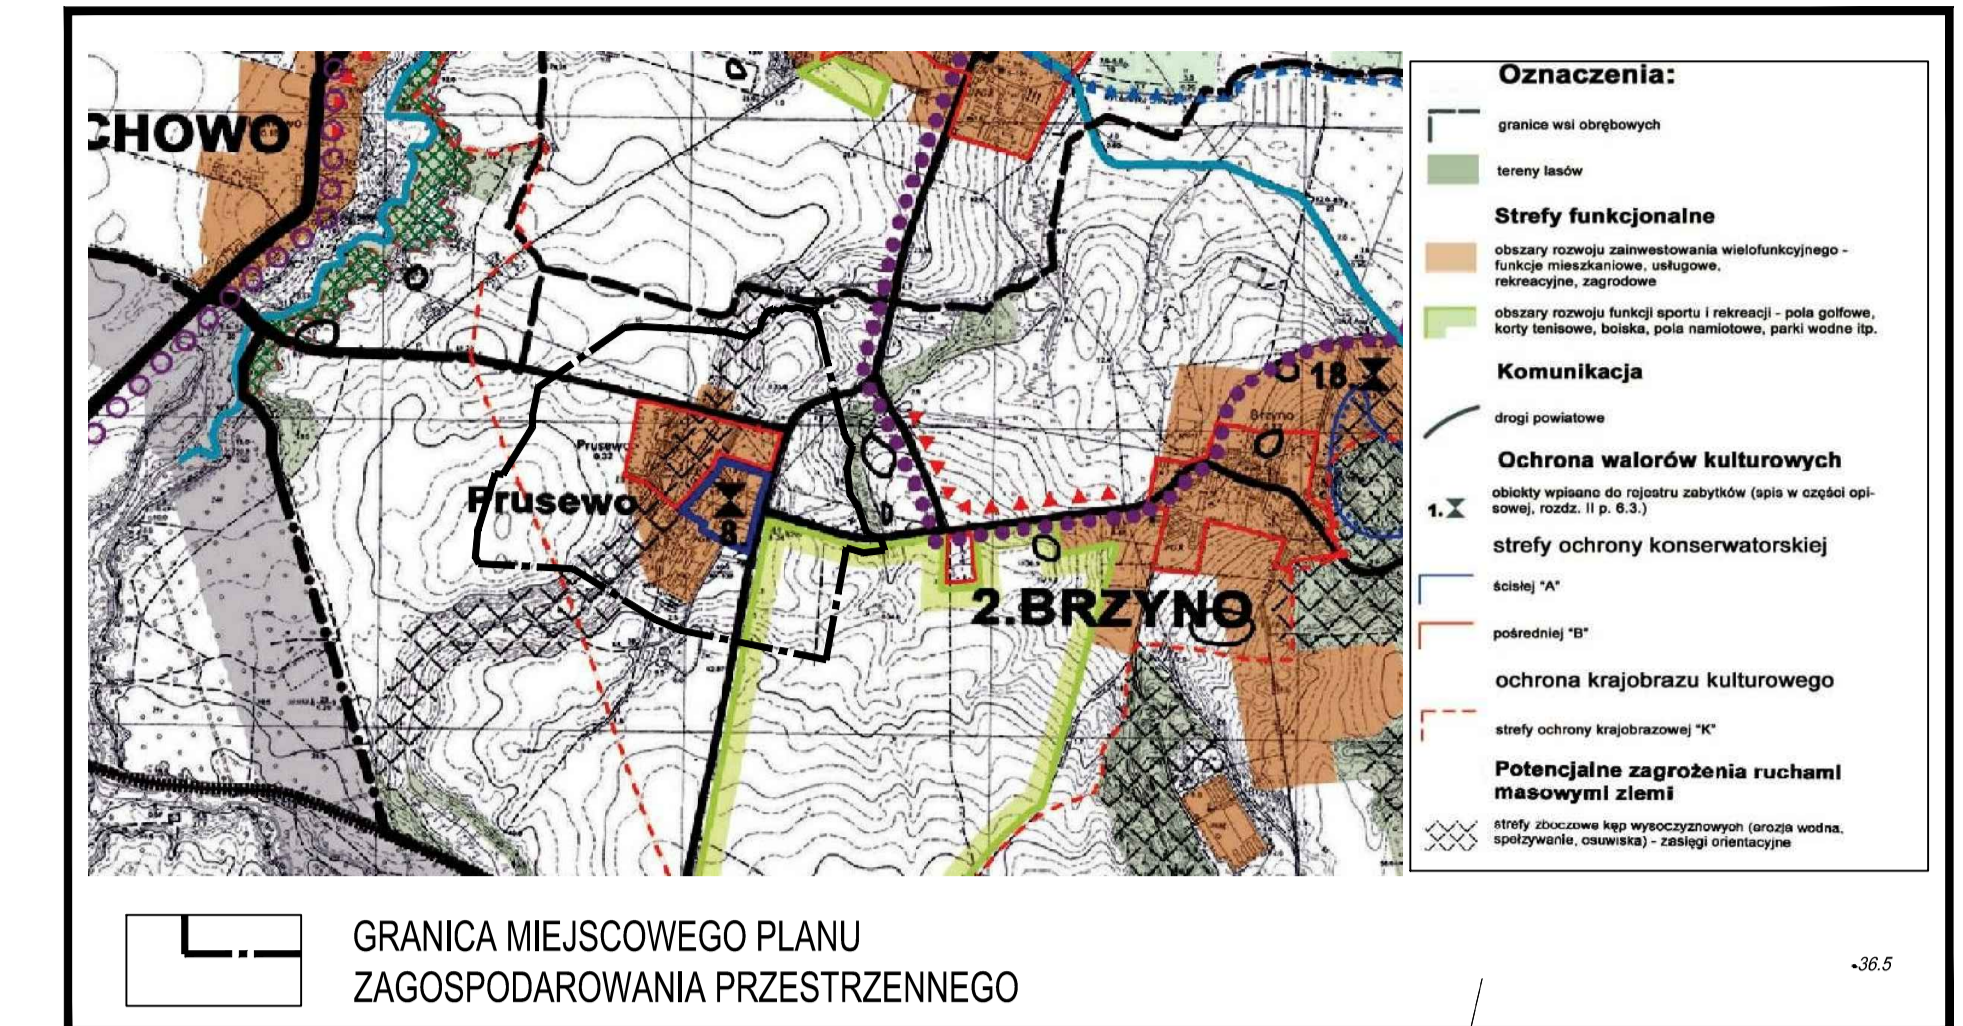 CHOWO
Prusewo
0.32
Prusewo
8.
18.
Brzyno
2.BRZYNO
Oznaczenia:
granice wsi obrębowych
tereny lasów
Strefy funkcjonalne
obszary rozwoju zainwestowania wielofunkcyjnego -
funkcje mieszkaniowe, usługowe,
rekreacyjne, zagrodowe
obszary rozwoju funkcji sportu i rekreacji - pola golfowe,
korty tenisowe, boiska, pola namiotowe, parki wodne itp.
Komunikacja
drogi powiatowe
Ochrona walorów kulturowych
1.
obiekty wpisane do rejestru zabytków (spis w części opi-
sowej, rozdz. II p. 6.3.)
strefy ochrony konserwatorskiej
ścisłej "A"
pośredniej "B"
ochrona krajobrazu kulturowego
strefy ochrony krajobrazowej "K"
Potencjalne zagrożenia ruchami
masowymi ziemi
strefy zboczowe kęp wysoczyznowych (erozja wodna,
spełzywanie, osuwiska) - zasięgi orientacyjne
GRANICA MIEJSCOWEGO PLANU
ZAGOSPODAROWANIA PRZESTRZENNEGO
36.5